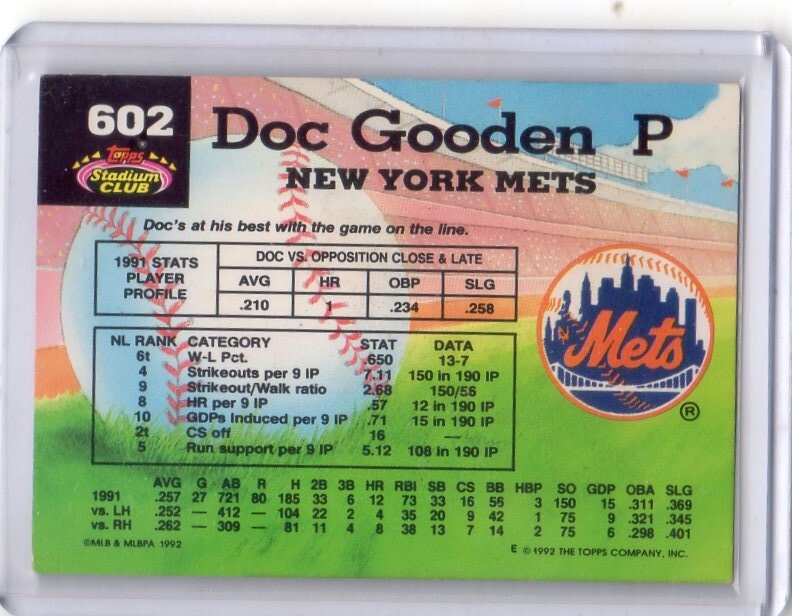 602
Doc Gooden P
NEW YORK METS
Topps ®
Stadium
CLUB
Doc's at his best with the game on the line.
1991 STATS
PLAYER
PROFILE
DOC VS. OPPOSITION CLOSE & LATE
AVG HR OBP SLG
.210 1 .234 .258
Mets
®
NL RANK CATEGORY STAT DATA
6t W-L Pct. .650 13-7
4 Strikeouts per 9 IP 7.11 150 in 190 IP
9 Strikeout/Walk ratio 2.68 150/56
8 HR per 9 IP .57 12 in 190 IP
10 GDPs Induced per 9 IP .71 15 in 190 IP
2t CS off 16 —
5 Run support per 9 IP 5.12 108 in 190 IP
AVG G AB R H 2B 3B HR RBI SB CS BB HBP SO GDP OBA SLG
1991 .257 27 721 80 185 33 6 12 73 33 16 56 3 150 15 .311 .369
vs. LH .252 — 412 — 104 22 2 4 35 20 9 42 1 75 9 .321 .345
vs. RH .262 — 309 — 81 11 4 8 38 13 7 14 2 75 6 .298 .401
©MLB & MLBPA 1992
E © 1992 THE TOPPS COMPANY, INC.